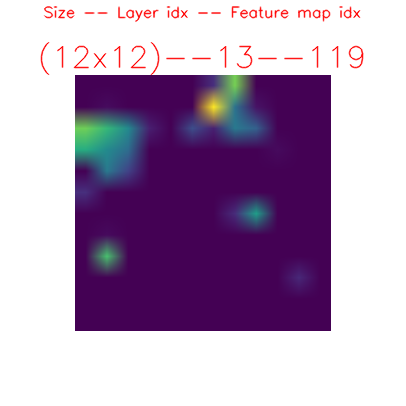 Size -- Layer idx -- Feature map idx
(12x12)--13--119